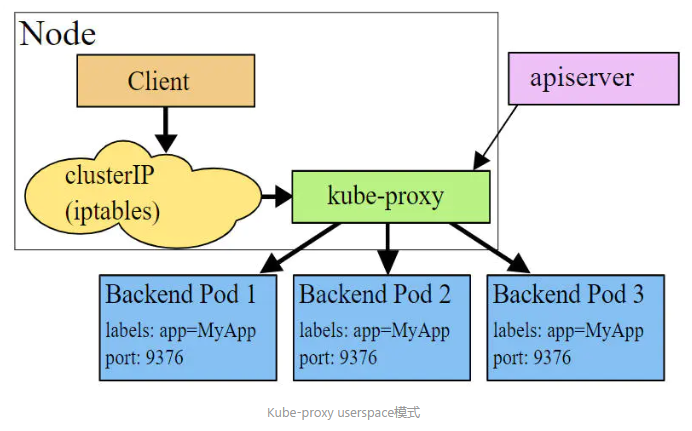 Node
Client
apiserver
clusterIP
(iptables)
kube-proxy
Backend Pod 1
labels: app=MyApp
port: 9376
Backend Pod 2
labels: app=MyApp
port: 9376
Backend Pod 3
labels: app=MyApp
port: 9376
Kube-proxy userspace模式